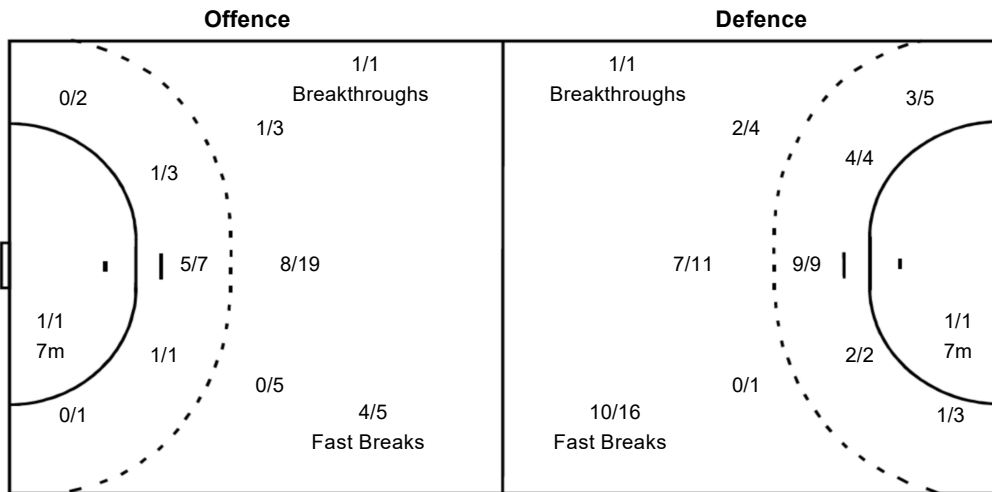 Offence
Defence
1/1
Breakthroughs
0/2
1/3
1/3
5/7
8/19
1/1
7m
1/1
0/5
0/1
4/5
Fast Breaks
1/1
Breakthroughs
3/5
2/4
4/4
7/11
9/9
1/1
7m
2/2
0/1
1/3
10/16
Fast Breaks